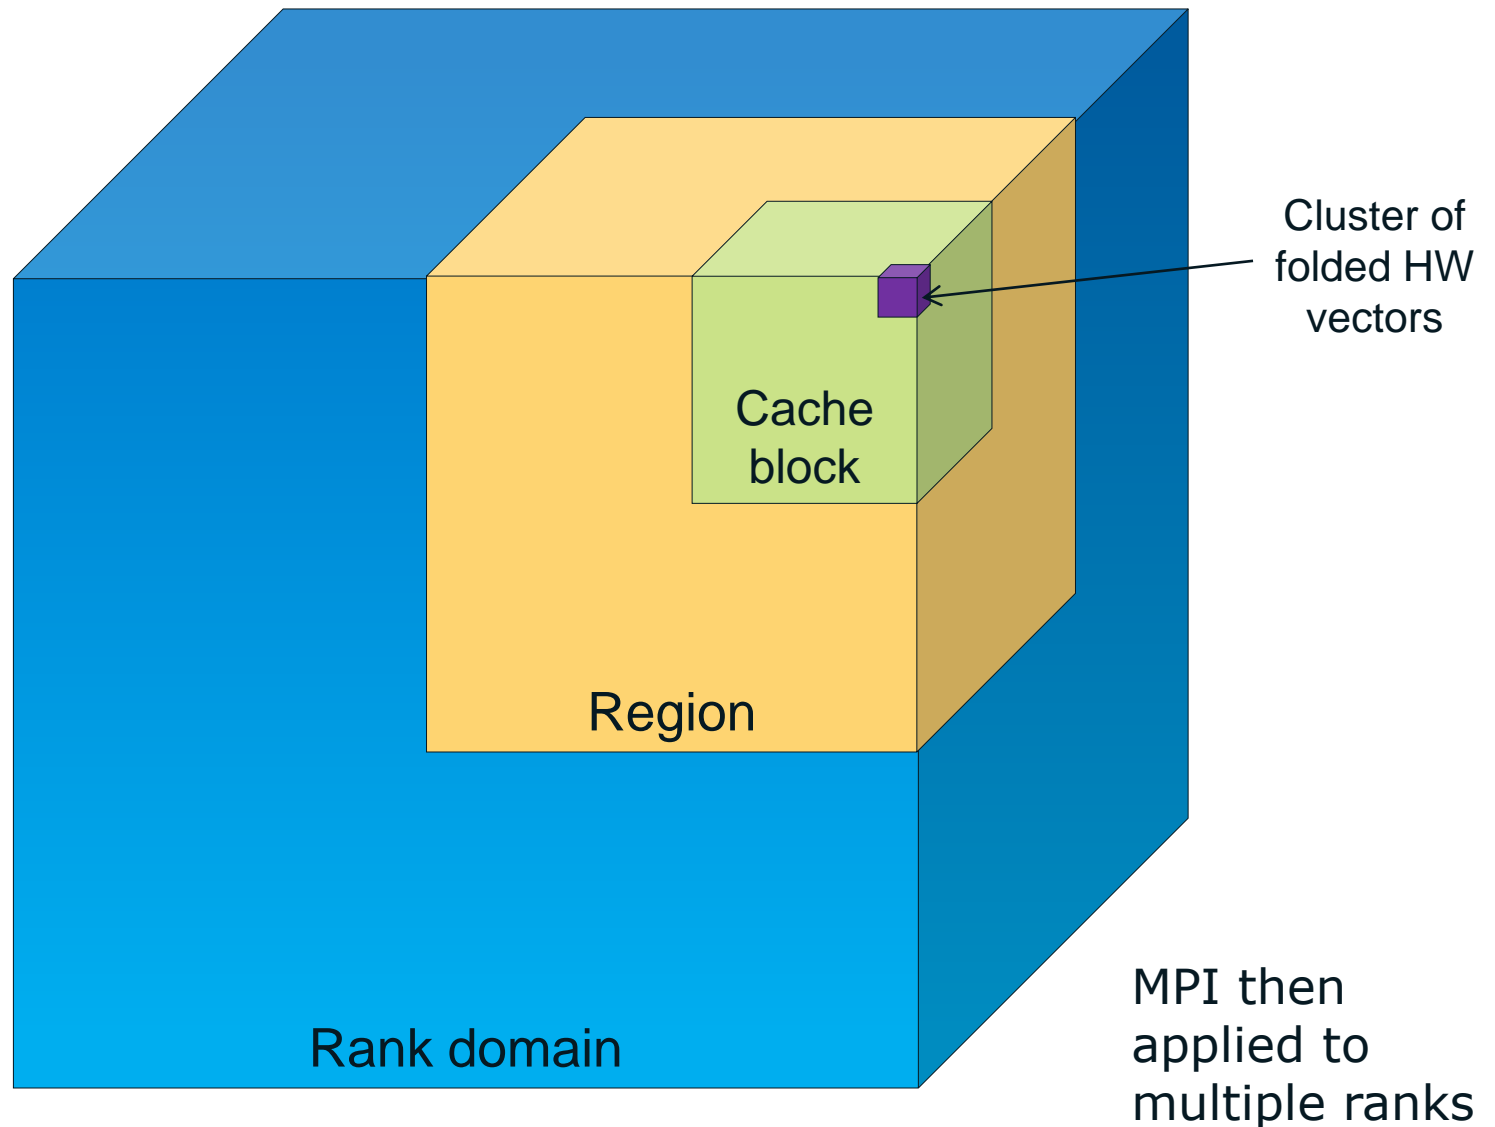 Cluster of
folded HW
vectors
Cache
block
Region
Rank domain
MPI then
applied to
multiple ranks